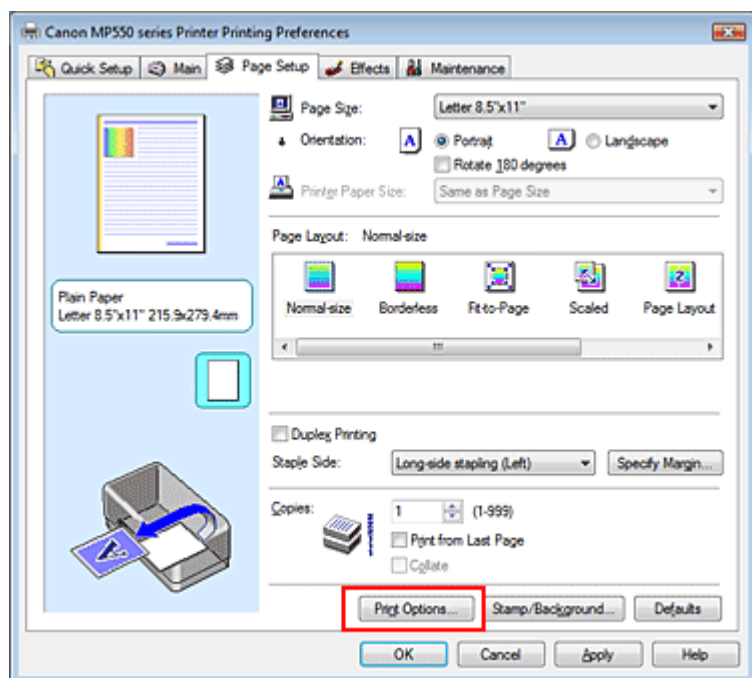 Canon MP550 series Printer Printing Preferences
Quick Setup Main Page Setup Effects Maintenance
Page Size: Letter 8.5"x11"
Orientation: A Portrait A Landscape
Rotate 180 degrees
Printer Paper Size: Same as Page Size
Page Layout: Normal-size
Normal-size Borderless Fit-to-Page Scaled Page Layout
Plain Paper
Letter 8.5"x11" 215.9x279.4mm
Duplex Printing
Staple Side: Long-side stapling (Left) Specify Margin...
Copies: 1 (1-999)
Print from Last Page
Collate
Print Options... Stamp/Background... Defaults
OK Cancel Apply Help